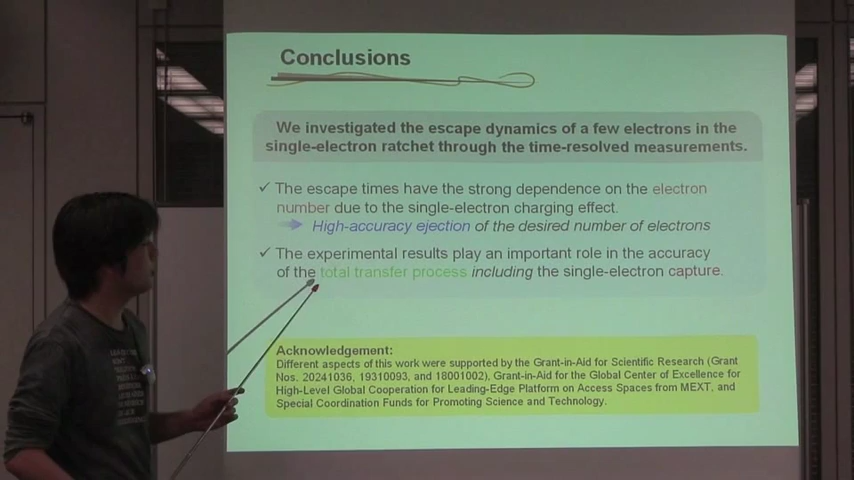 Conclusions
We investigated the escape dynamics of a few electrons in the
single-electron ratchet through the time-resolved measurements.
✓ The escape times have the strong dependence on the electron
number due to the single-electron charging effect.
High-accuracy ejection of the desired number of electrons
✓ The experimental results play an important role in the accuracy
of the total transfer process including the single-electron capture.
Acknowledgement:
Different aspects of this work were supported by the Grant-in-Aid for Scientific Research (Grant
Nos. 20241036, 19310093, and 18001002), Grant-in-Aid for the Global Center of Excellence for
High-Level Global Cooperation for Leading-Edge Platform on Access Spaces from MEXT, and
Special Coordination Funds for Promoting Science and Technology.